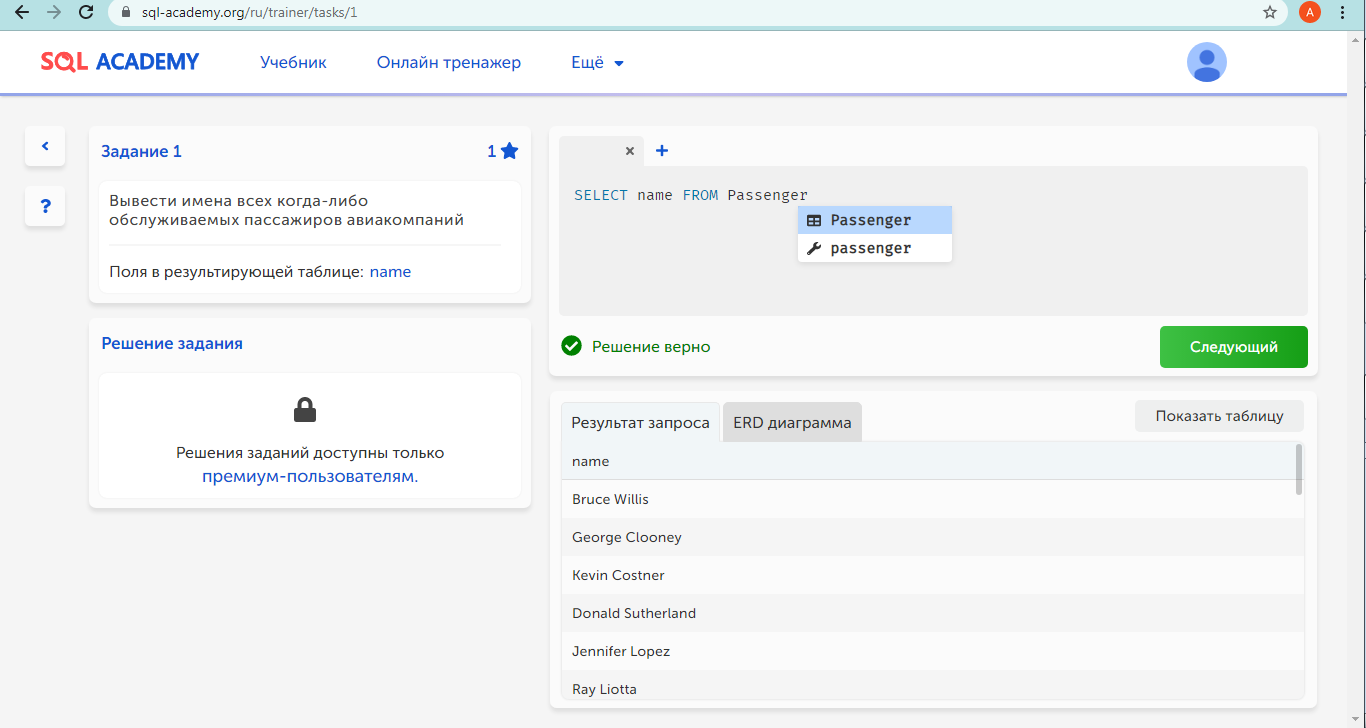 sql-academy.org/ru/trainer/tasks/1
A
SQL ACADEMY
Учебник
Онлайн тренажер
Ещё
Задание 1
1
Вывести имена всех когда-либо
обслуживаемых пассажиров авиакомпаний
Поля в результирующей таблице: name
?
Решение задания
Решения заданий доступны только
премиум-пользователям.
SELECT name FROM Passenger
Passenger
passenger
Решение верно
Следующий
Результат запроса
ERD диаграмма
Показать таблицу
name
Bruce Willis
George Clooney
Kevin Costner
Donald Sutherland
Jennifer Lopez
Ray Liotta